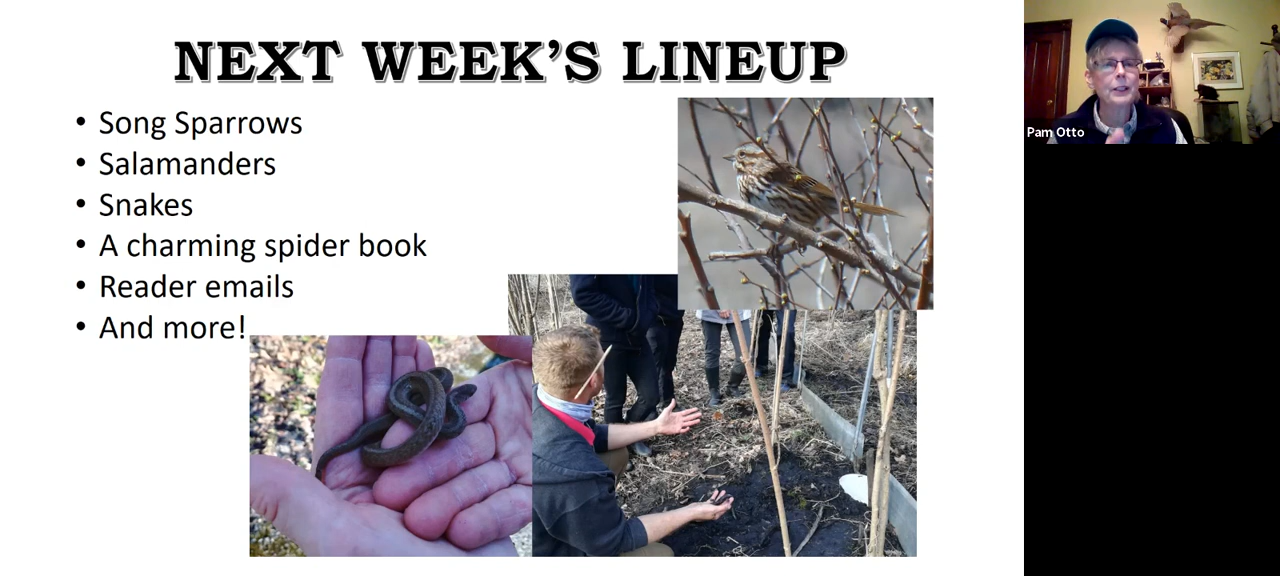 NEXT WEEK'S LINEUP
• Song Sparrows
• Salamanders
• Snakes
• A charming spider book
• Reader emails
• And more!
Pam Otto